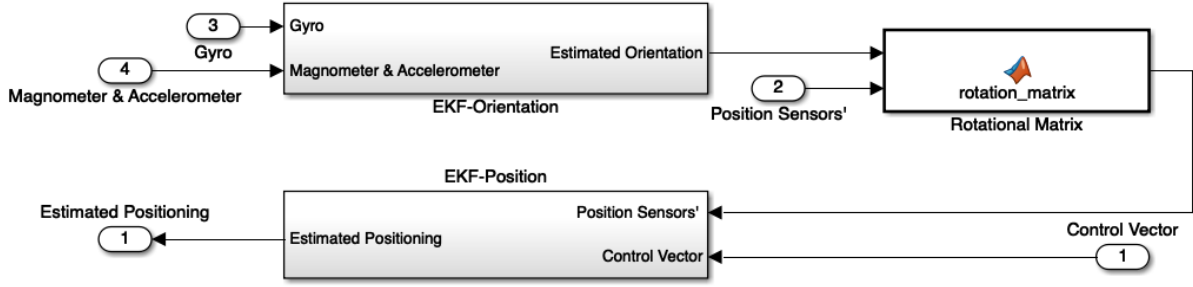 3
Gyro
4
Magnometer & Accelerometer
Gyro
Magnometer & Accelerometer
Estimated Orientation
EKF-Orientation
2
Position Sensors'
rotation_matrix
Rotational Matrix
EKF-Position
Estimated Positioning
1
Estimated Positioning
Position Sensors'
Control Vector
Control Vector
1